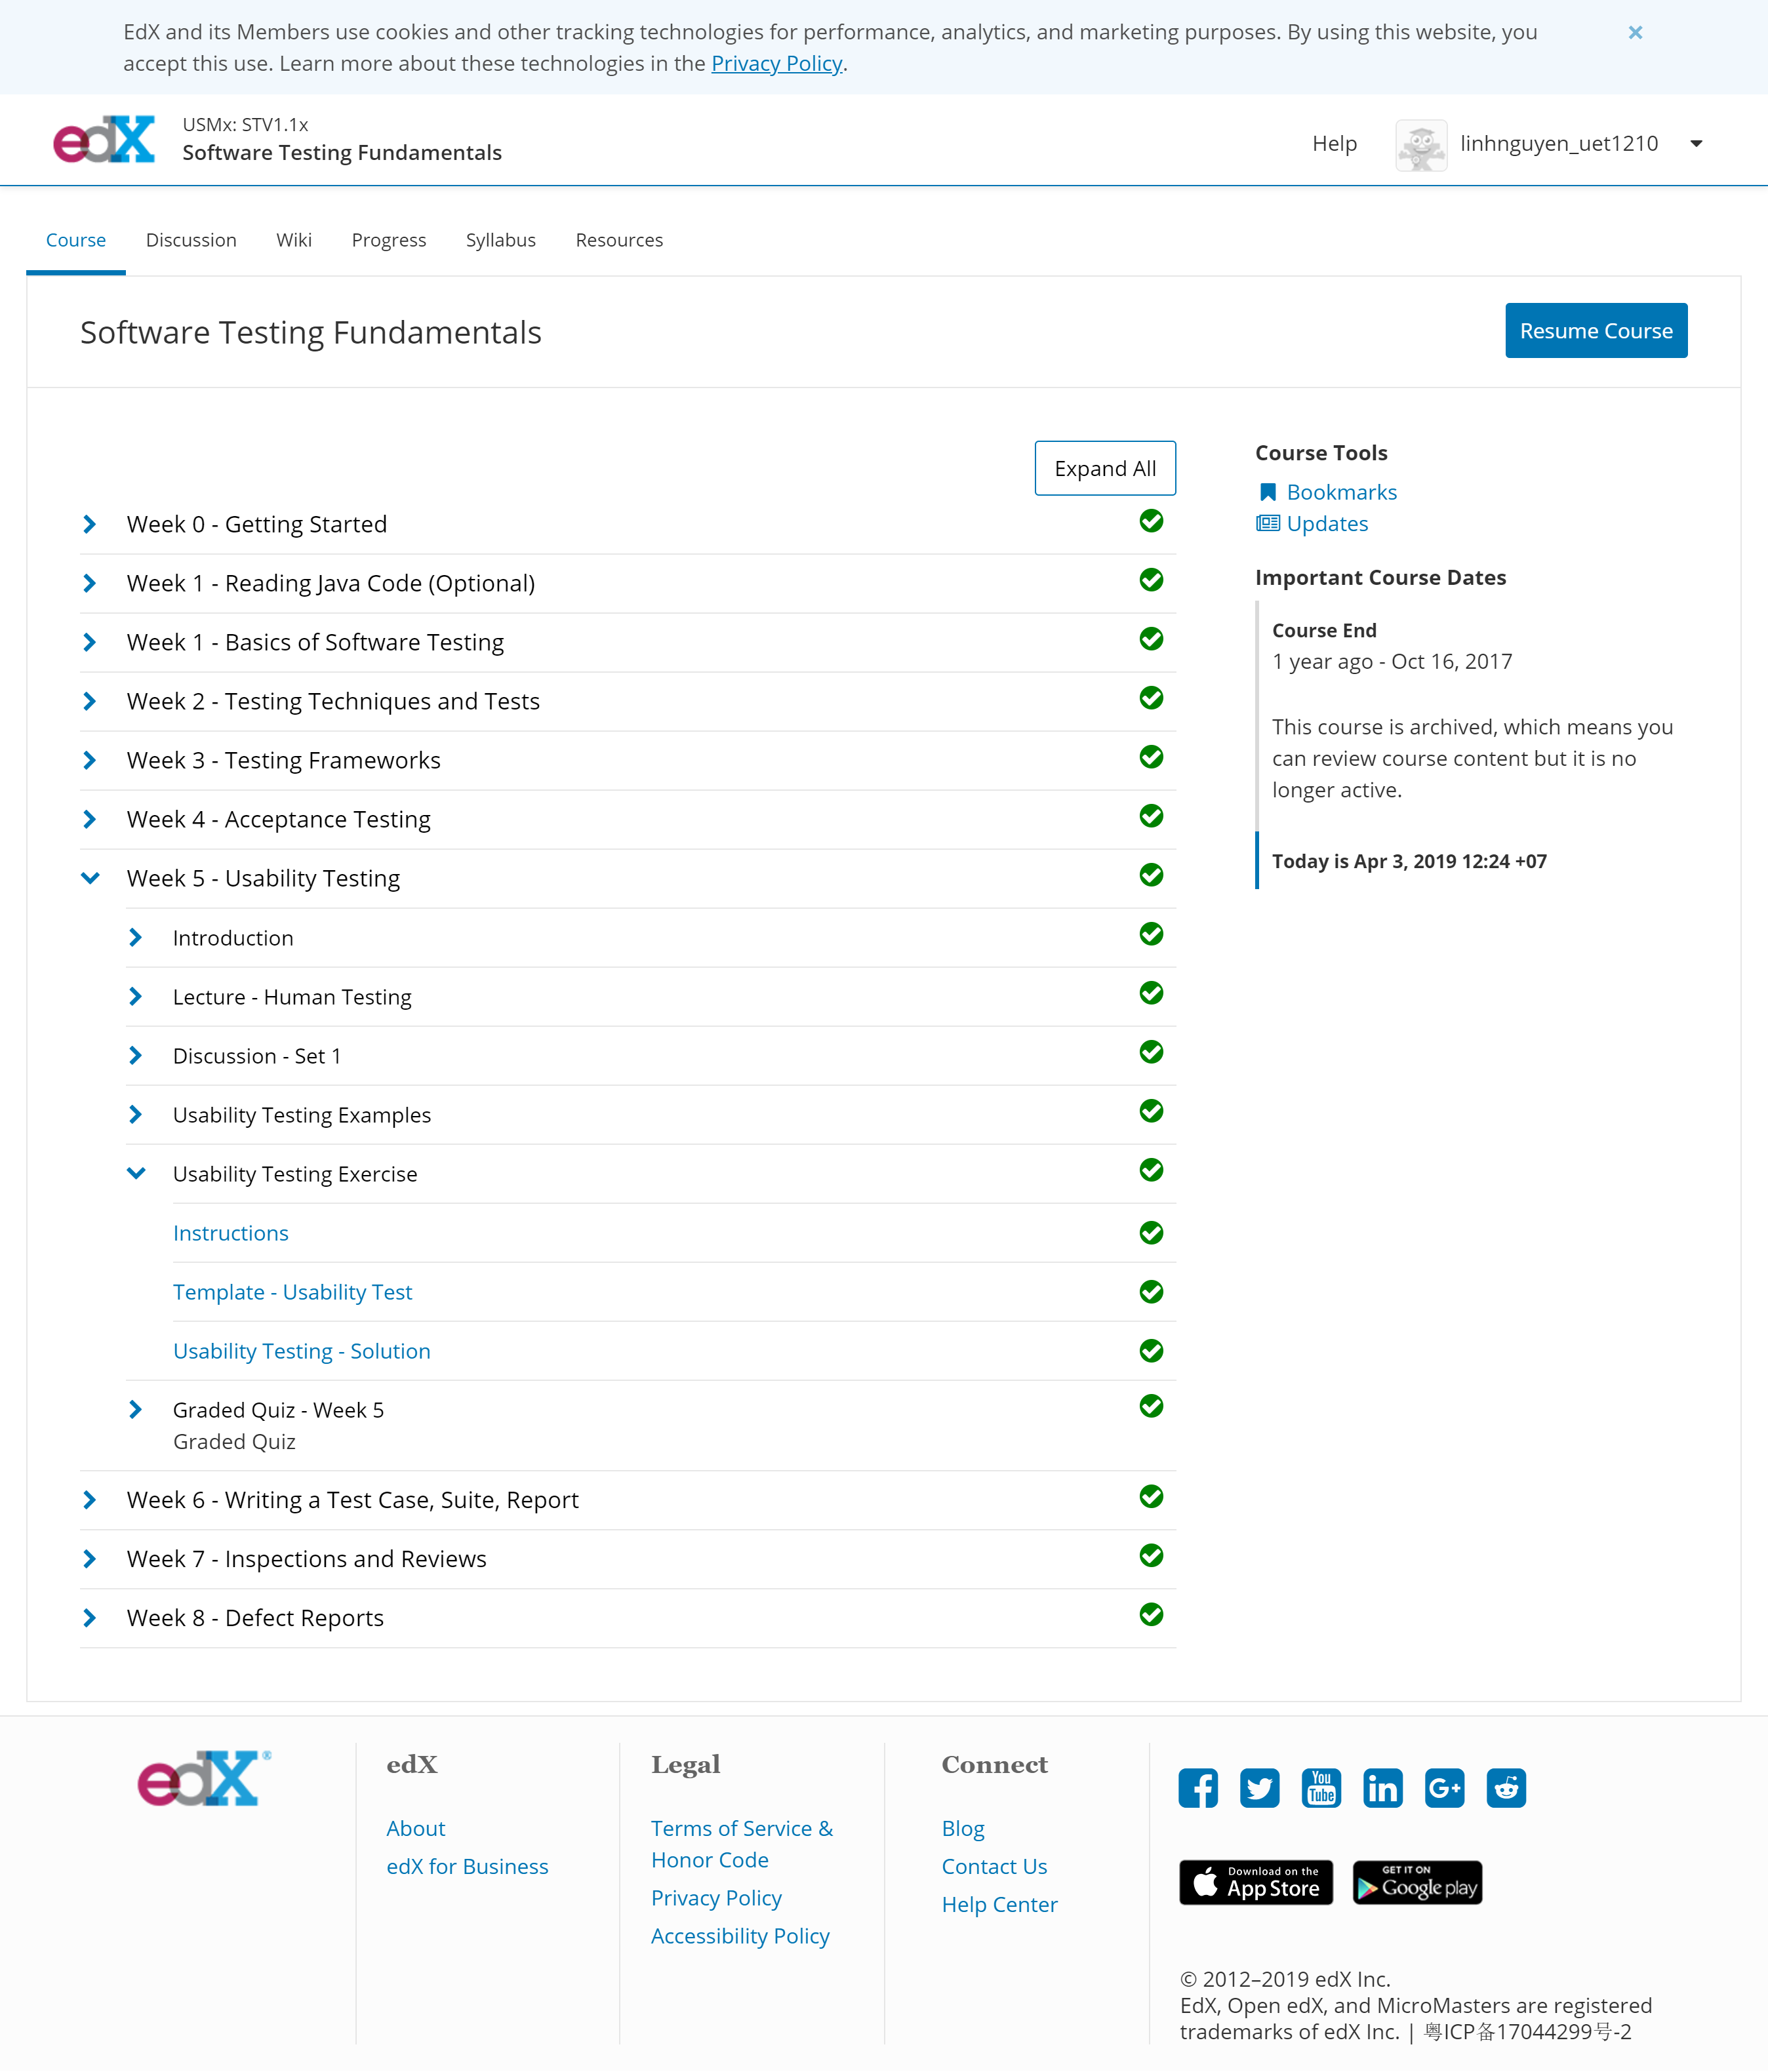 EdX and its Members use cookies and other tracking technologies for performance, analytics, and marketing purposes. By using this website, you
accept this use. Learn more about these technologies in the Privacy Policy.
edX
USMx: STV1.1x
Software Testing Fundamentals
Help
linhnguyen_uet1210
Course
Discussion
Wiki
Progress
Syllabus
Resources
Software Testing Fundamentals
Resume Course
Expand All
Week 0 - Getting Started
Week 1 - Reading Java Code (Optional)
Week 1 - Basics of Software Testing
Week 2 - Testing Techniques and Tests
Week 3 - Testing Frameworks
Week 4 - Acceptance Testing
Week 5 - Usability Testing
Introduction
Lecture - Human Testing
Discussion - Set 1
Usability Testing Examples
Usability Testing Exercise
Instructions
Template - Usability Test
Usability Testing - Solution
Graded Quiz - Week 5
Graded Quiz
Week 6 - Writing a Test Case, Suite, Report
Week 7 - Inspections and Reviews
Week 8 - Defect Reports
Course Tools
Bookmarks
Updates
Important Course Dates
Course End
1 year ago - Oct 16, 2017
This course is archived, which means you
can review course content but it is no
longer active.
Today is Apr 3, 2019 12:24 +07
edX®
edX
About
edX for Business
Legal
Terms of Service &
Honor Code
Privacy Policy
Accessibility Policy
Connect
Blog
Contact Us
Help Center
You
Tube
in
G+
Download on the
App Store
GET IT ON
Google play
© 2012–2019 edX Inc.
EdX, Open edX, and MicroMasters are registered
trademarks of edX Inc. | 粤ICP备17044299号-2